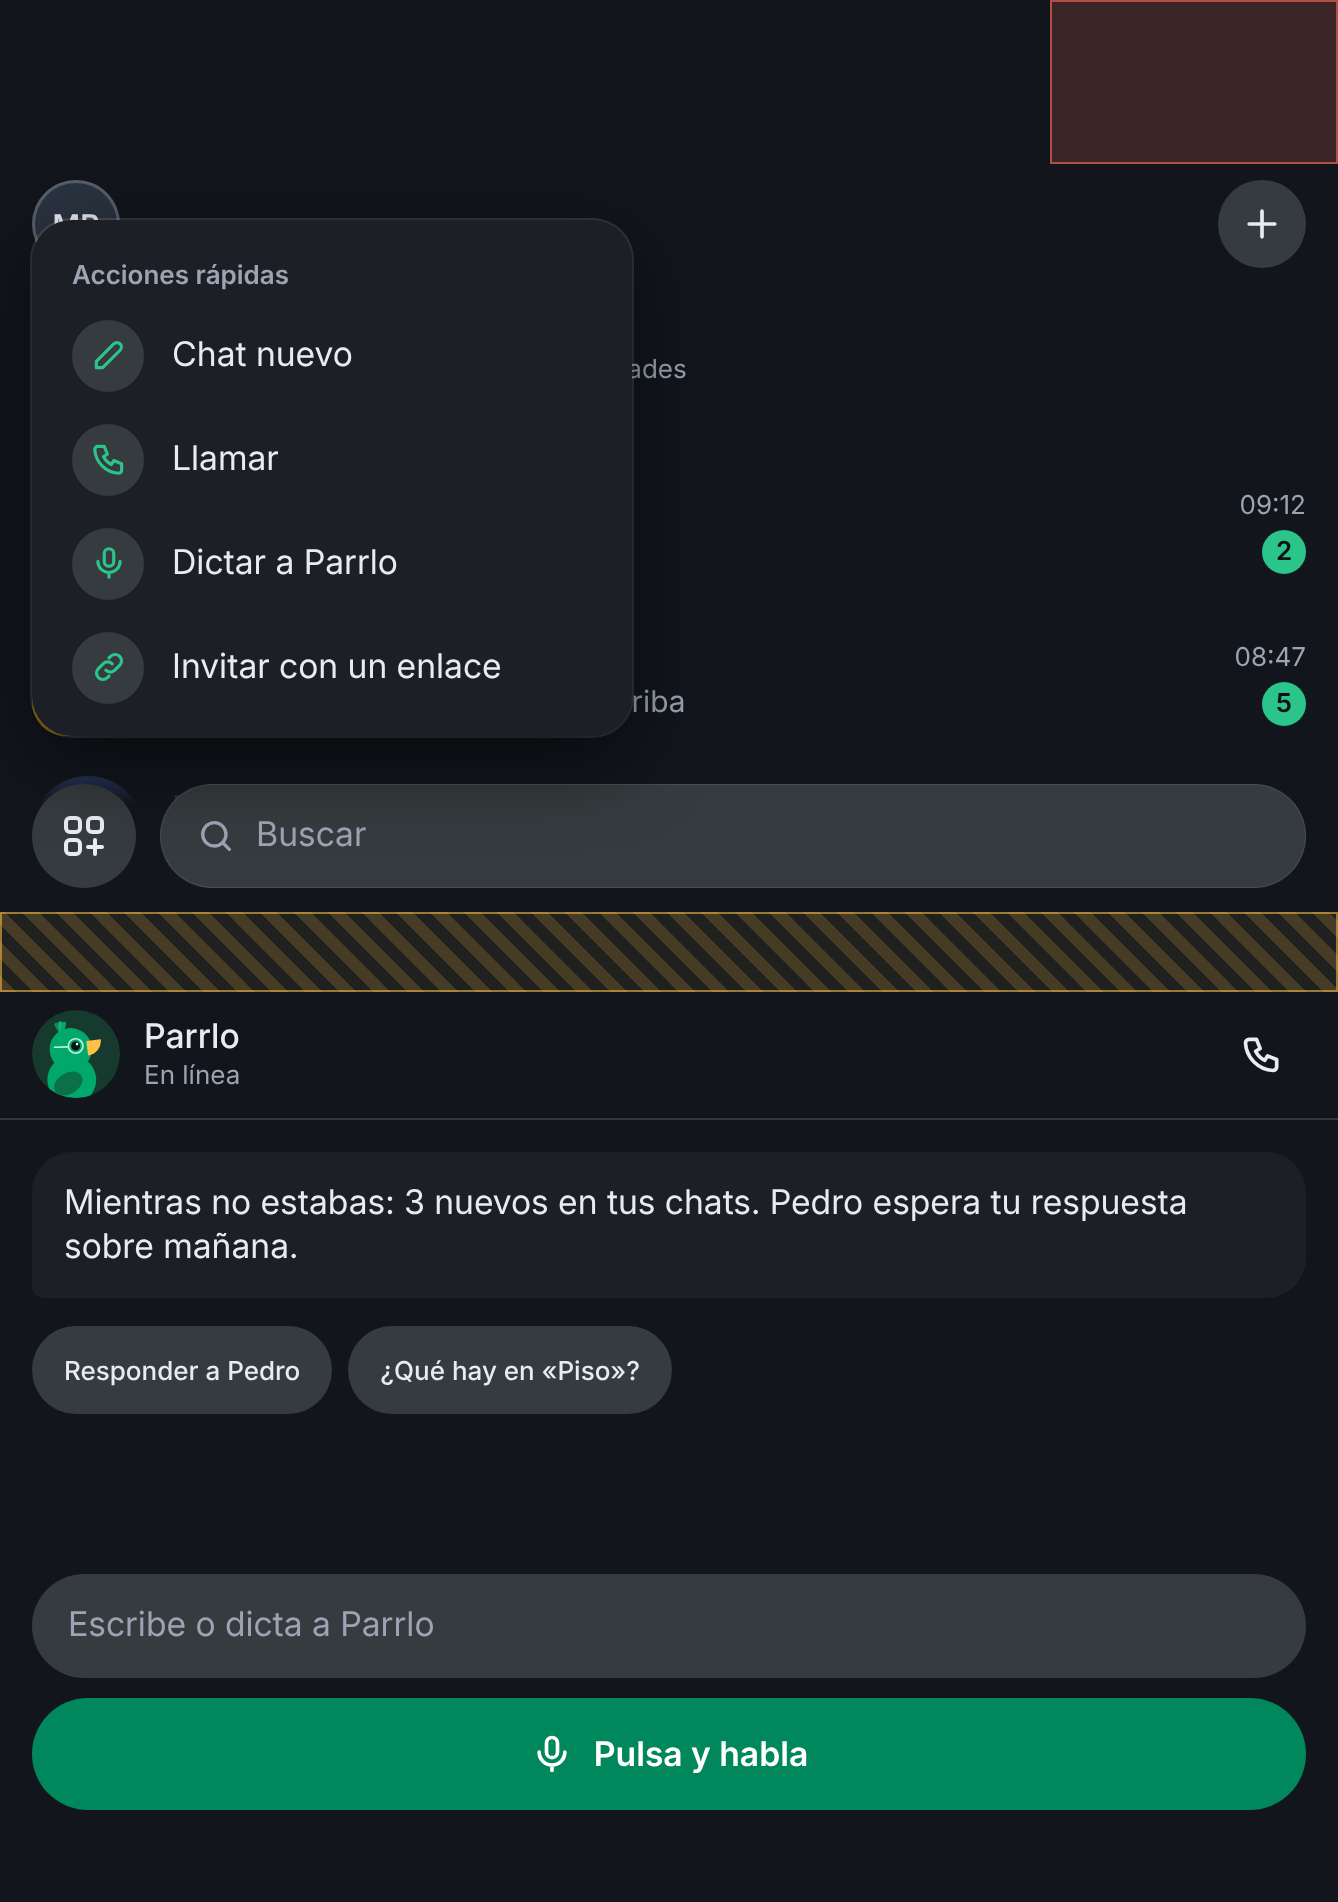 Acciones rápidas
Chat nuevo
Llamar
Dictar a Parrlo
Invitar con un enlace
09:12
2
08:47
5
Buscar
Parrlo
En línea
Mientras no estabas: 3 nuevos en tus chats. Pedro espera tu respuesta
sobre mañana.
Responder a Pedro
¿Qué hay en «Piso»?
Escribe o dicta a Parrlo
Pulsa y habla